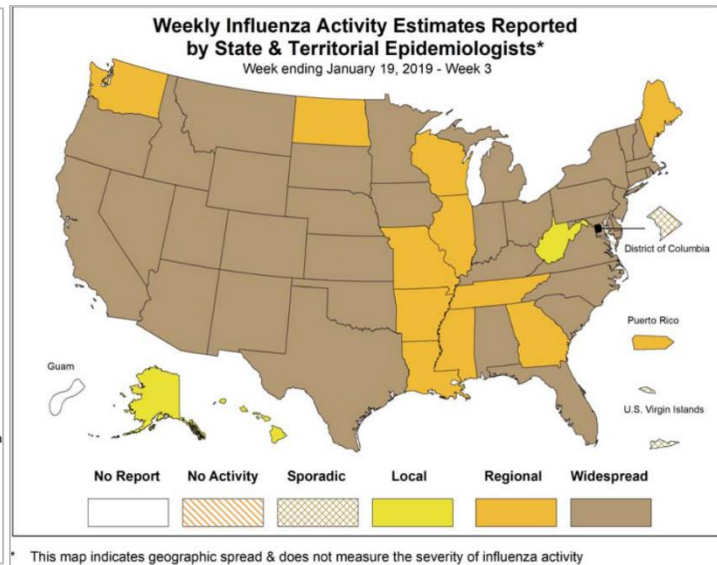 Weekly Influenza Activity Estimates Reported
by State & Territorial Epidemiologists*
Week ending January 19, 2019 - Week 3
District of Columbia
Puerto Rico
Guam
U.S. Virgin Islands
No Report No Activity Sporadic Local Regional Widespread
* This map indicates geographic spread & does not measure the severity of influenza activity